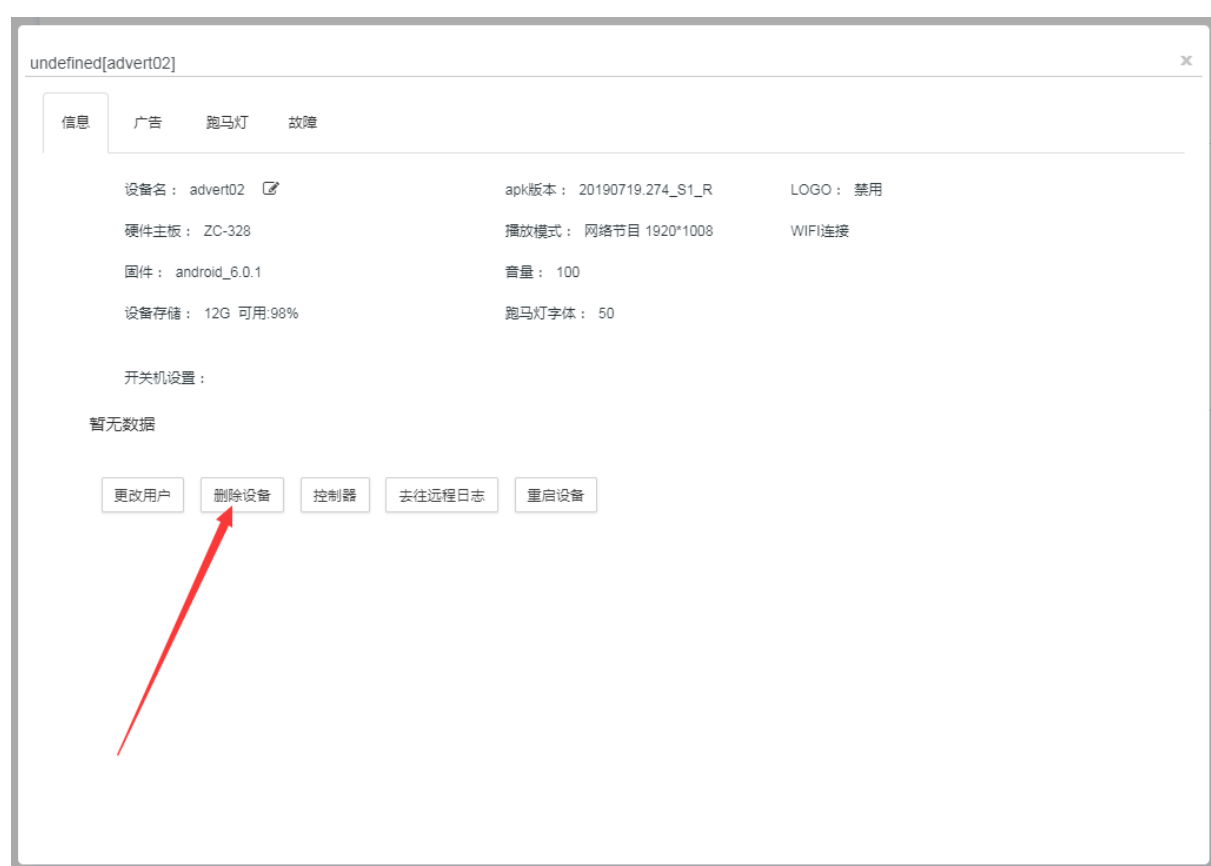 undefined[advert02]
x
信息 广告 跑马灯 故障
设备名： advert02 apk版本： 20190719.274_S1_R LOGO： 禁用
硬件主板： ZC-328 播放模式： 网络节目 1920*1008 WIFI连接
固件： android_6.0.1 音量： 100
设备存储： 12G 可用:98% 跑马灯字体： 50
开关机设置：
暂无数据
更改用户 删除设备 控制器 去往远程日志 重启设备